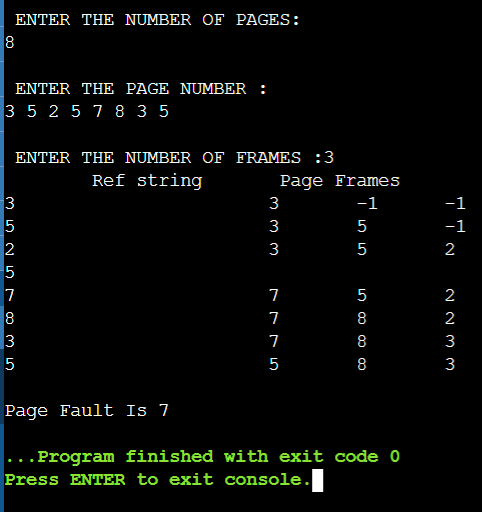 ENTER THE NUMBER OF PAGES:
8
ENTER THE PAGE NUMBER :
3 5 2 5 7 8 3 5
ENTER THE NUMBER OF FRAMES :3
Ref string Page Frames
3 3 -1 -1
5 3 5 -1
2 3 5 2
5
7 7 5 2
8 7 8 2
3 7 8 3
5 5 8 3
Page Fault Is 7
...Program finished with exit code 0
Press ENTER to exit console.